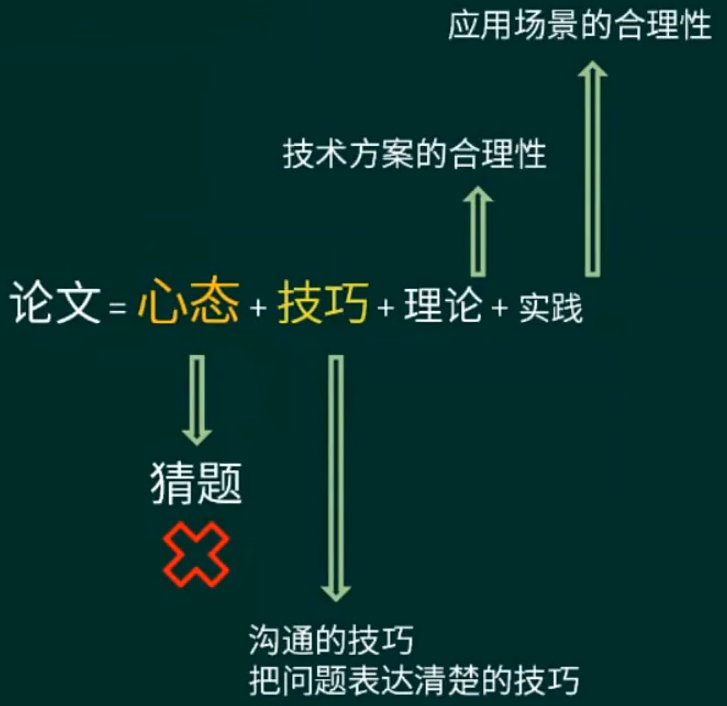 应用场景的合理性
技术方案的合理性
论文=心态+技巧+理论+实践
猜题
沟通的技巧
把问题表达清楚的技巧